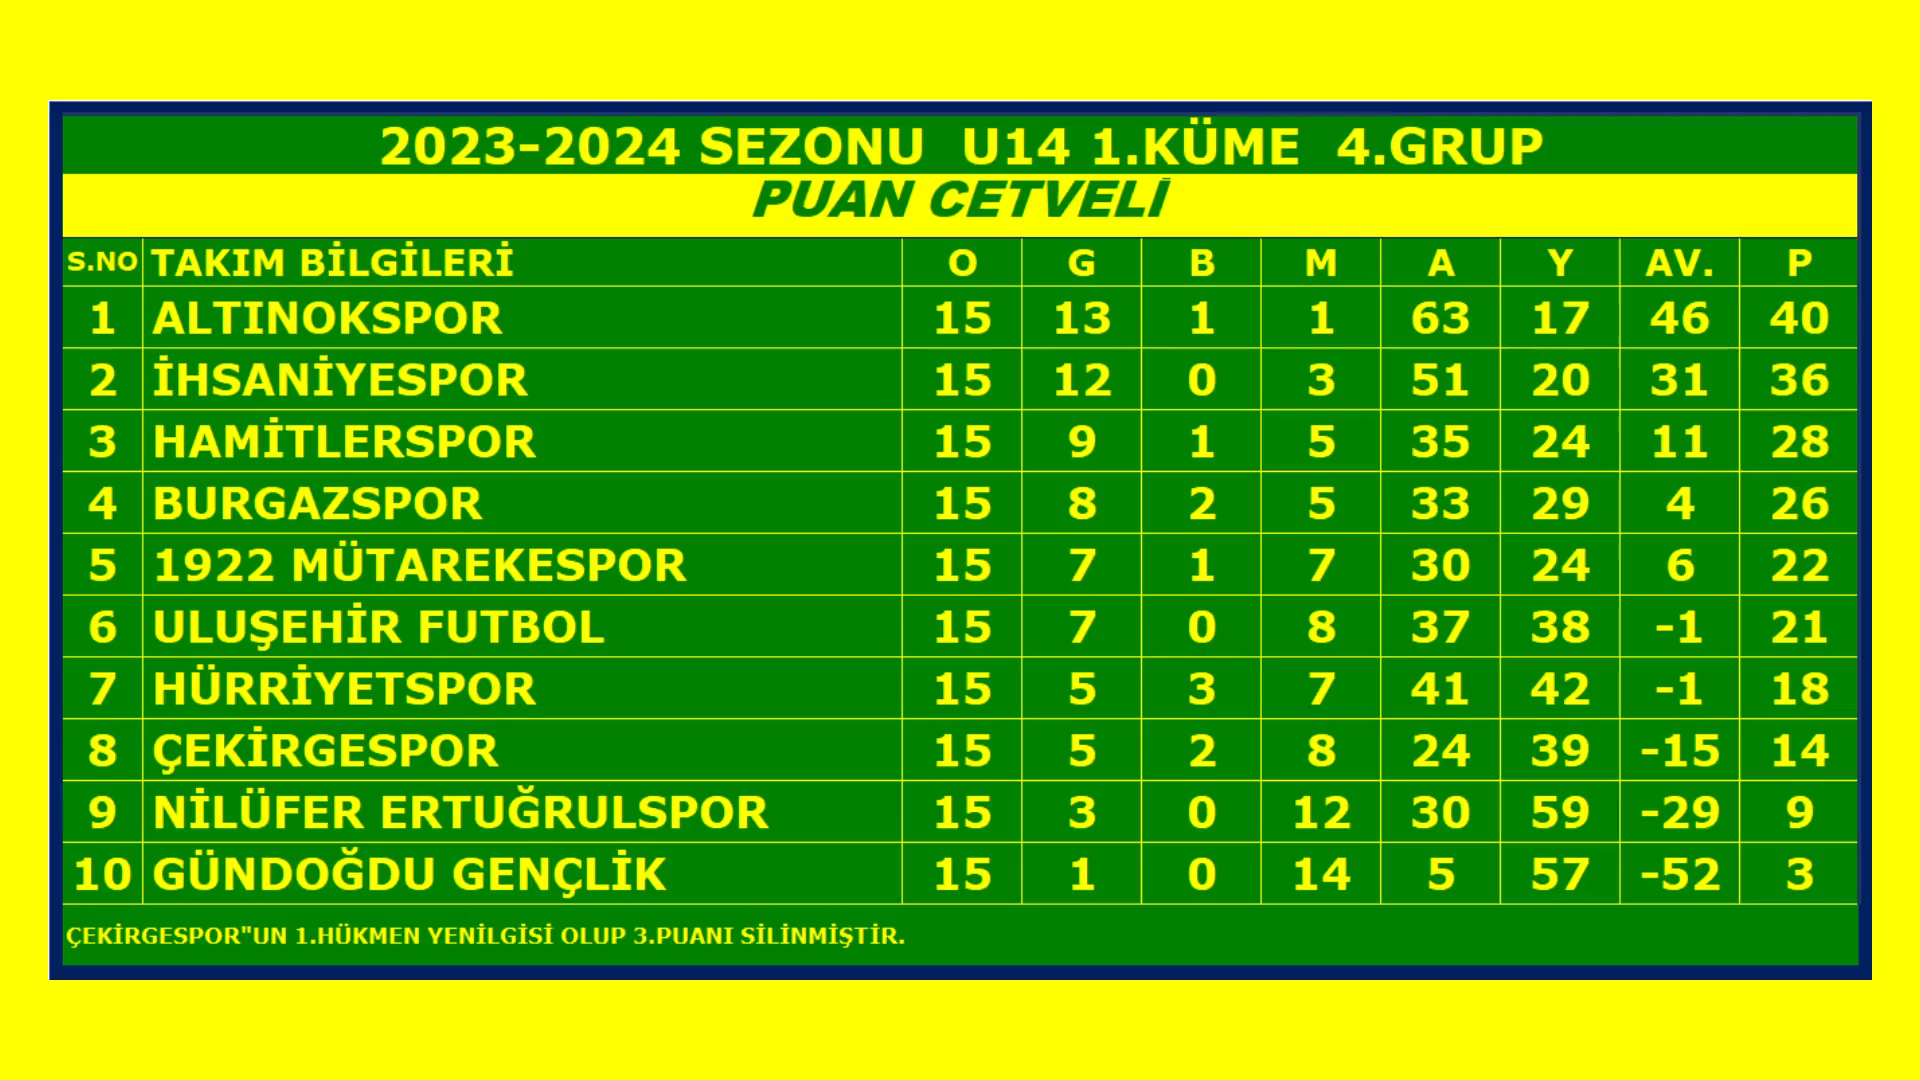 2023-2024 SEZONU U14 1.KÜME 4.GRUP
PUAN CETVELİ
S.NO TAKIM BİLGİLERİ O G B M A Y AV. P
1 ALTINOKSPOR 15 13 1 1 63 17 46 40
2 İHSANİYESPOR 15 12 0 3 51 20 31 36
3 HAMİTLERSPOR 15 9 1 5 35 24 11 28
4 BURGAZSPOR 15 8 2 5 33 29 4 26
5 1922 MÜTAREKESPOR 15 7 1 7 30 24 6 22
6 ULUŞEHİR FUTBOL 15 7 0 8 37 38 -1 21
7 HÜRRİYETSPOR 15 5 3 7 41 42 -1 18
8 ÇEKİRGESPOR 15 5 2 8 24 39 -15 14
9 NİLÜFER ERTUĞRULSPOR 15 3 0 12 30 59 -29 9
10 GÜNDOĞDU GENÇLİK 15 1 0 14 5 57 -52 3
ÇEKİRGESPOR"UN 1.HÜKMEN YENİLGİSİ OLUP 3.PUANI SİLİNMİŞTİR.